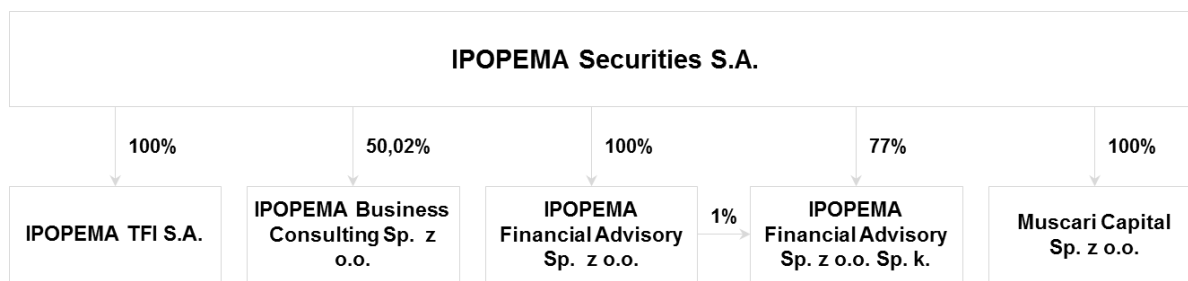 IPOPEMA Securities S.A.
100%
50,02%
100%
77%
100%
IPOPEMA TFI S.A.
IPOPEMA Business
Consulting Sp. z
o.o.
IPOPEMA
Financial Advisory
Sp. z o.o.
1%
IPOPEMA
Financial Advisory
Sp. z o.o. Sp. k.
Muscari Capital
Sp. z o.o.